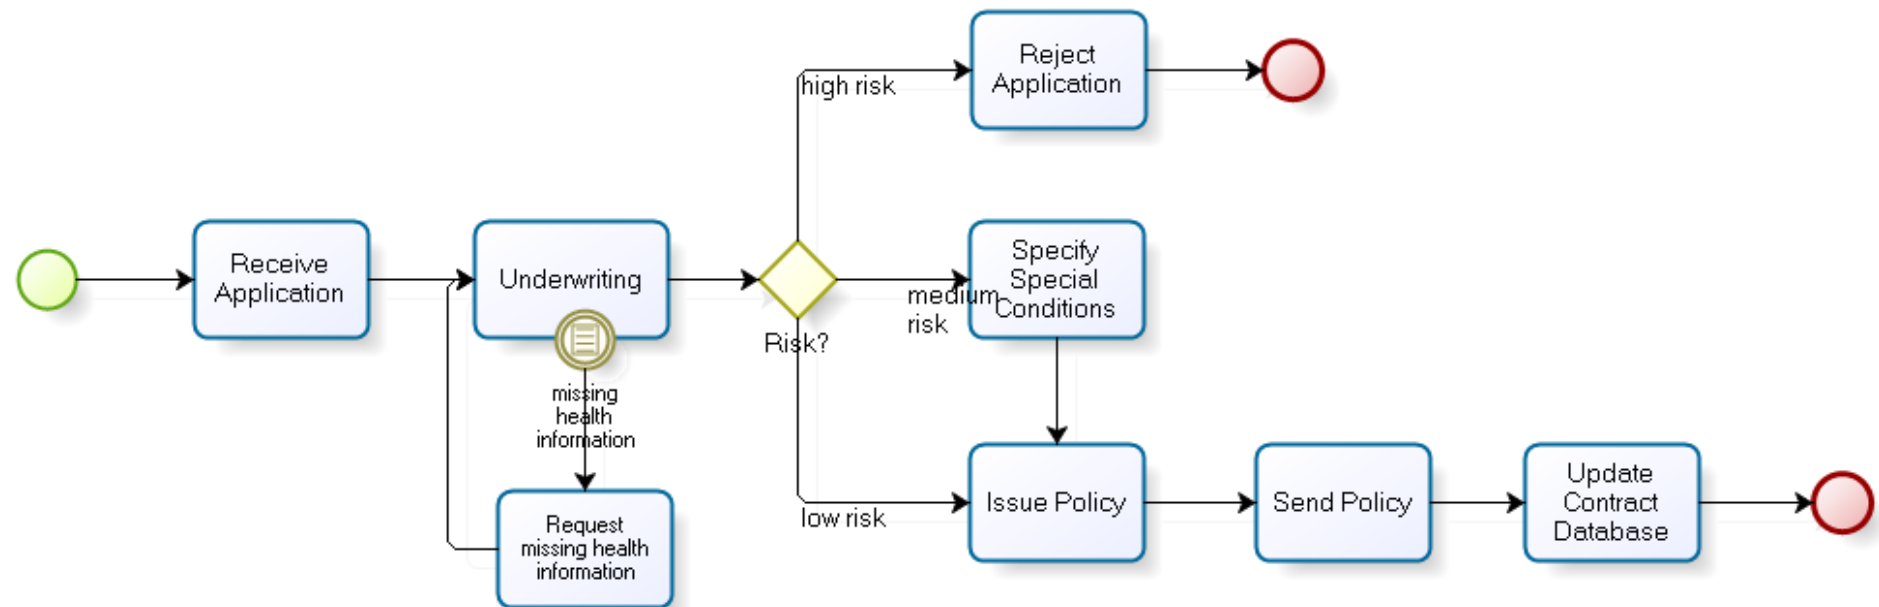 Reject
Application
high risk
Receive
Application
Underwriting
Risk?
medium
risk
Specify
Special
Conditions
missing
health
information
Request
missing health
information
low risk
Issue Policy
Send Policy
Update
Contract
Database